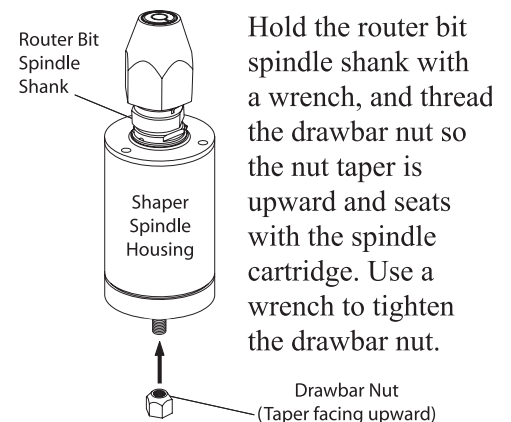 Router Bit
Spindle
Shank
Shaper
Spindle
Housing
Hold the router bit
spindle shank with
a wrench, and thread
the drawbar nut so
the nut taper is
upward and seats
with the spindle
cartridge. Use a
wrench to tighten
the drawbar nut.
Drawbar Nut
(Taper facing upward)